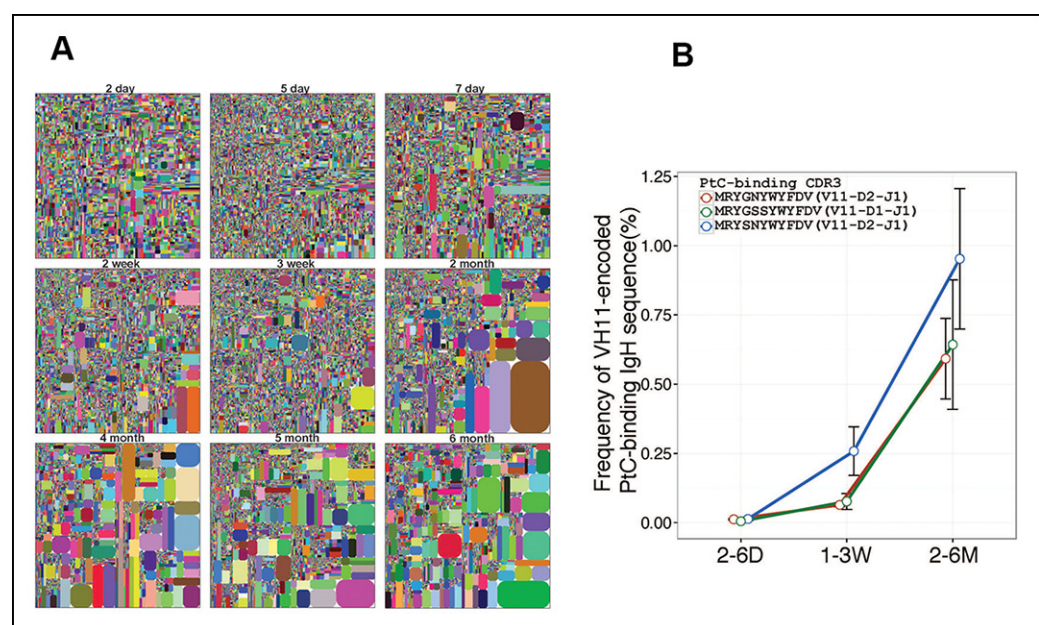 A
2 day
5 day
7 day
2 week
3 week
2 month
4 month
5 month
6 month
B
Frequency of VH11-encoded
PtC-binding IgH sequence(%)
1.25
1.00
0.75
0.50
0.25
0.00
PtC-binding CDR3
MRYGNYWYFDV(V11-D2-J1)
MRYGSSYWYFDV(V11-D1-J1)
MRYSNYWYFDV(V11-D2-J1)
2-6D
1-3W
2-6M